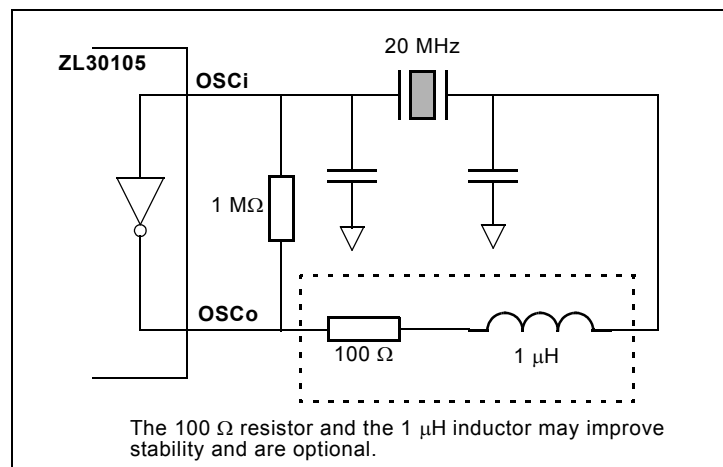 20 MHz
ZL30105
OSCi
1 MΩ
OSCo
100 Ω
1 μH
The 100 Ω resistor and the 1 μH inductor may improve
stability and are optional.